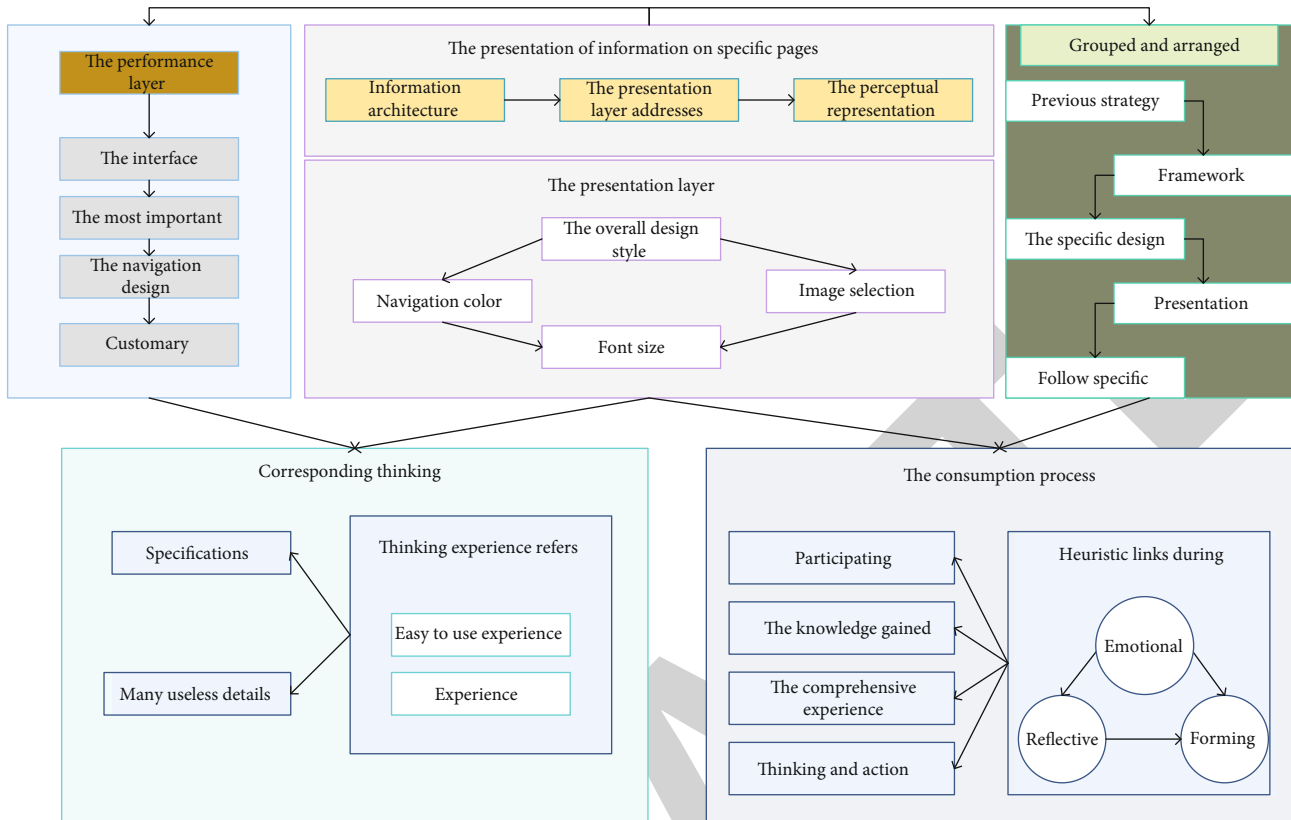 The performance
layer
The interface
The most important
The navigation
design
Customary
The presentation of information on specific pages
Information
architecture
The presentation
layer addresses
The perceptual
representation
The presentation layer
The overall design
style
Navigation color
Image selection
Font size
Grouped and arranged
Previous strategy
Framework
The specific design
Presentation
Follow specific
Corresponding thinking
Specifications
Many useless details
Thinking experience refers
Easy to use experience
Experience
The consumption process
Participating
The knowledge gained
The comprehensive
experience
Thinking and action
Heuristic links during
Emotional
Reflective
Forming